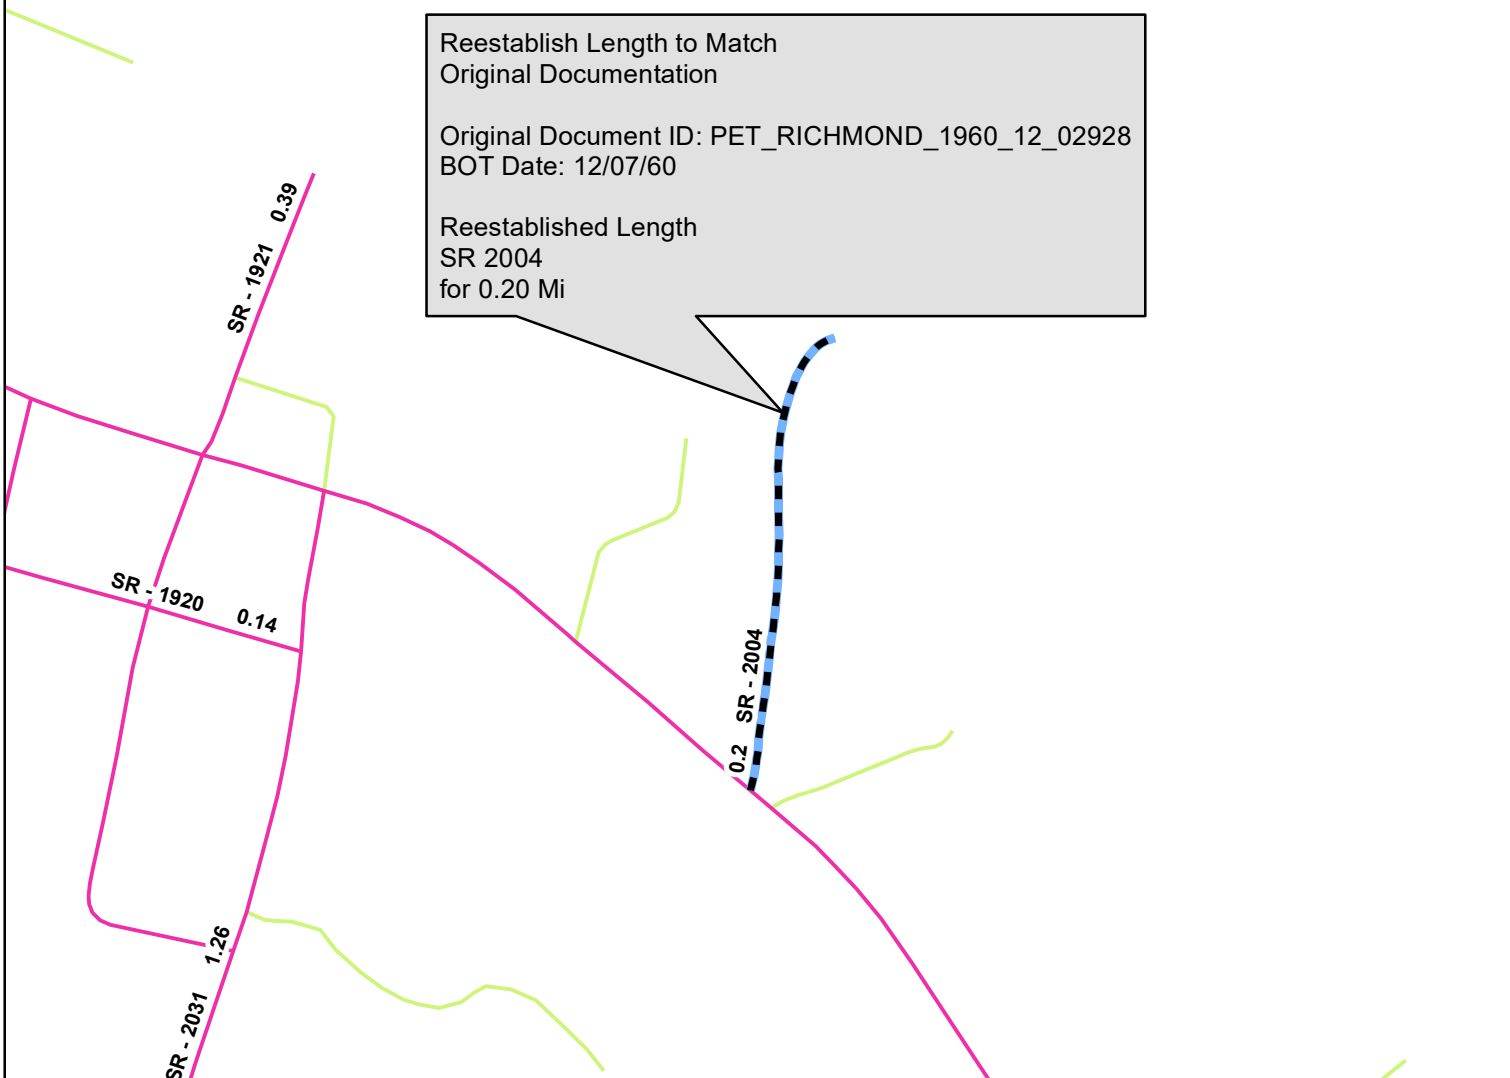 Reestablish Length to Match
Original Documentation
Original Document ID: PET_RICHMOND_1960_12_02928
BOT Date: 12/07/60
Reestablished Length
SR 2004
for 0.20 Mi
SR - 1921 0.39
SR - 1920 0.14
0.2 SR - 2004
SR - 2031 1.26